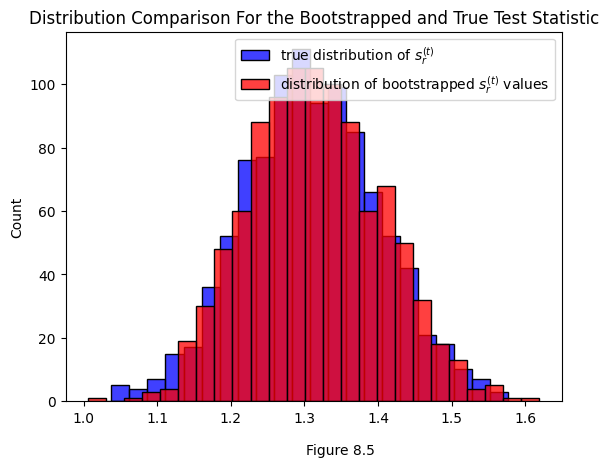 Distribution Comparison For the Bootstrapped and True Test Statistic
true distribution of $s_r^{(t)}$
distribution of bootstrapped $s_r^{(t)}$ values
Count
100
80
60
40
20
0
1.0 1.1 1.2 1.3 1.4 1.5 1.6
Figure 8.5